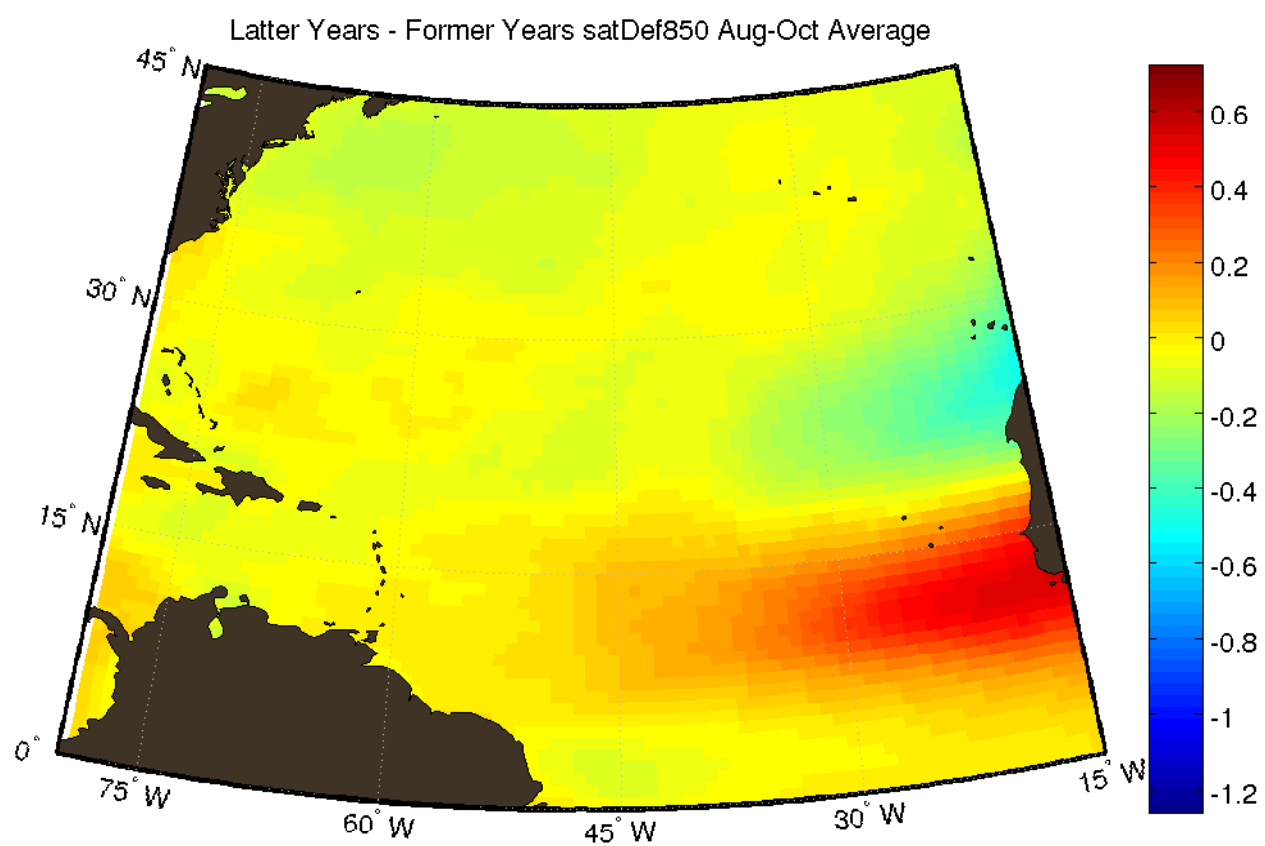 Latter Years - Former Years satDef850 Aug-Oct Average
45° N
30° N
15° N
0°
75° W
60° W
45° W
30° W
15° W
0.6
0.4
0.2
0
-0.2
-0.4
-0.6
-0.8
-1
-1.2